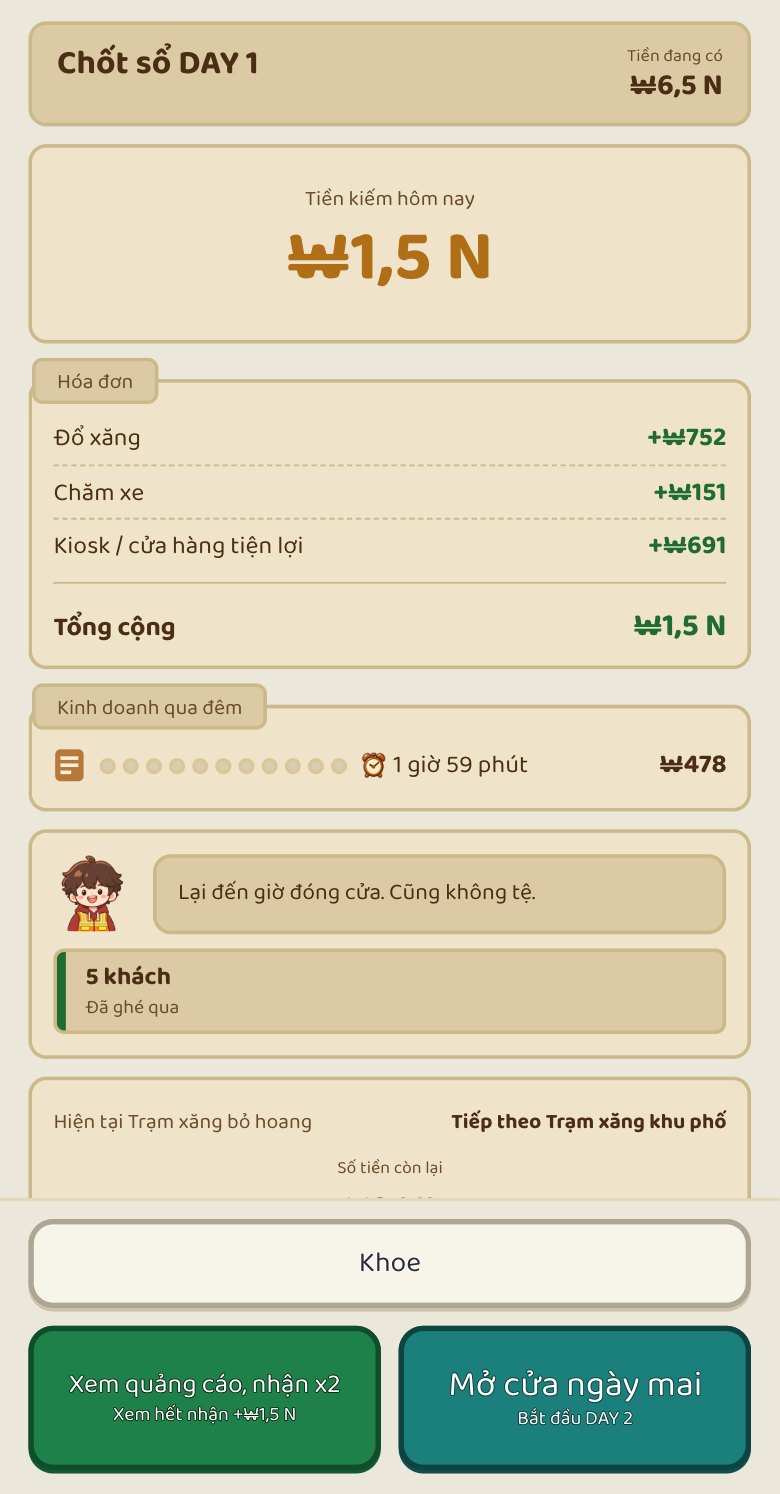 Chốt sổ DAY 1
Tiền đang có
₩6,5 N
Tiền kiếm hôm nay
₩1,5 N
Hóa đơn
Đổ xăng +₩752
Chăm xe +₩151
Kiosk / cửa hàng tiện lợi +₩691
Tổng cộng ₩1,5 N
Kinh doanh qua đêm
1 giờ 59 phút ₩478
Lại đến giờ đóng cửa. Cũng không tệ.
5 khách
Đã ghé qua
Hiện tại Trạm xăng bỏ hoang Tiếp theo Trạm xăng khu phố
Số tiền còn lại
Khoe
Xem quảng cáo, nhận x2
Xem hết nhận +₩1,5 N
Mở cửa ngày mai
Bắt đầu DAY 2